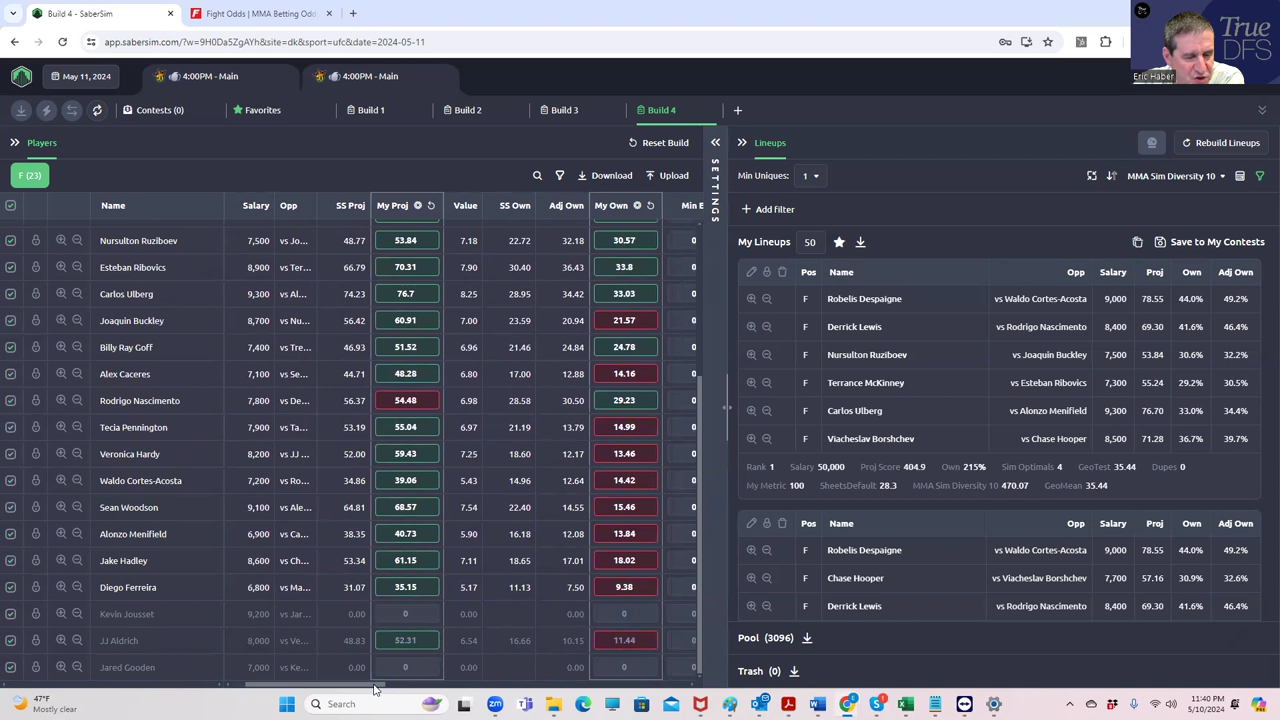 Build 4 - SaberSim
Fight Odds | MMA Betting Odd
app.sabersim.com/?w=9H0Da5ZgAYh&site=dk&sport=ufc&date=2024-05-11
True
DFS
Eric Haber
May 11, 2024
4:00PM - Main
4:00PM - Main
Contests (0)
Favorites
Build 1
Build 2
Build 3
Build 4
Players
Reset Build
SETTINGS
Lineups
Rebuild Lineups
F (23)
Download
Upload
Min Uniques: 1
MMA Sim Diversity 10
Name Salary Opp SS Proj My Proj Value SS Own Adj Own My Own Min E
Add filter
My Lineups 50
Save to My Contests
Nursulton Ruziboev 7,500 vs Jo... 48.77 53.84 7.18 22.72 32.18 30.57 0
Esteban Ribovics 8,900 vs Ter... 66.79 70.31 7.90 30.40 36.43 33.8 0
Carlos Ulberg 9,300 vs Al... 74.23 76.7 8.25 28.95 34.42 33.03 0
Joaquin Buckley 8,700 vs Nu... 56.42 60.91 7.00 23.59 20.94 21.57 0
Billy Ray Goff 7,400 vs Tre... 46.93 51.52 6.96 21.46 24.84 24.78 0
Alex Caceres 7,100 vs Se... 44.71 48.28 6.80 17.00 12.88 14.16 0
Rodrigo Nascimento 7,800 vs De... 56.37 54.48 6.98 28.58 30.50 29.23 0
Tecia Pennington 7,900 vs Ta... 53.19 55.04 6.97 21.19 13.79 14.99 0
Veronica Hardy 8,200 vs JJ ... 52.00 59.43 7.25 18.60 12.17 13.46 0
Waldo Cortes-Acosta 7,200 vs Ro... 34.86 39.06 5.43 14.96 12.64 14.42 0
Sean Woodson 9,100 vs Ale... 64.81 68.57 7.54 22.40 14.55 15.46 0
Alonzo Menifield 6,900 vs Ca... 38.35 40.73 5.90 16.18 12.08 13.84 0
Jake Hadley 8,600 vs Ch... 53.34 61.15 7.11 18.65 17.01 18.02 0
Diego Ferreira 6,800 vs Ma... 31.07 35.15 5.17 11.13 7.50 9.38 0
Kevin Jousset 9,200 vs Jar... 0.00 0 0.00 0.00 0 0
JJ Aldrich 8,000 vs Ve... 48.83 52.31 6.54 16.66 10.15 11.44 0
Jared Gooden 7,000 vs Ke... 0.00 0 0.00 0.00 0 0
Pos Name Opp Salary Proj Own Adj Own
F Robelis Despaigne vs Waldo Cortes-Acosta 9,000 78.55 44.0% 49.2%
F Derrick Lewis vs Rodrigo Nascimento 8,400 69.30 41.6% 46.4%
F Nursulton Ruziboev vs Joaquin Buckley 7,500 53.84 30.6% 32.2%
F Terrance McKinney vs Esteban Ribovics 7,300 55.24 29.2% 30.5%
F Carlos Ulberg vs Alonzo Menifield 9,300 76.70 33.0% 34.4%
F Viacheslav Borshchev vs Chase Hooper 8,500 71.28 36.7% 39.7%
Rank 1 Salary 50,000 Proj Score 404.9 Own 215% Sim Optimals 4 GeoTest 35.44 Dupes 0
My Metric 100 SheetsDefault 28.3 MMA Sim Diversity 10 470.07 GeoMean 35.44
Pos Name Opp Salary Proj Own Adj Own
F Robelis Despaigne vs Waldo Cortes-Acosta 9,000 78.55 44.0% 49.2%
F Chase Hooper vs Viacheslav Borshchev 7,700 57.16 30.9% 32.6%
F Derrick Lewis vs Rodrigo Nascimento 8,400 69.30 41.6% 46.4%
Pool (3096)
Trash (0)
47°F
Mostly clear
Search
11:40 PM
5/10/2024